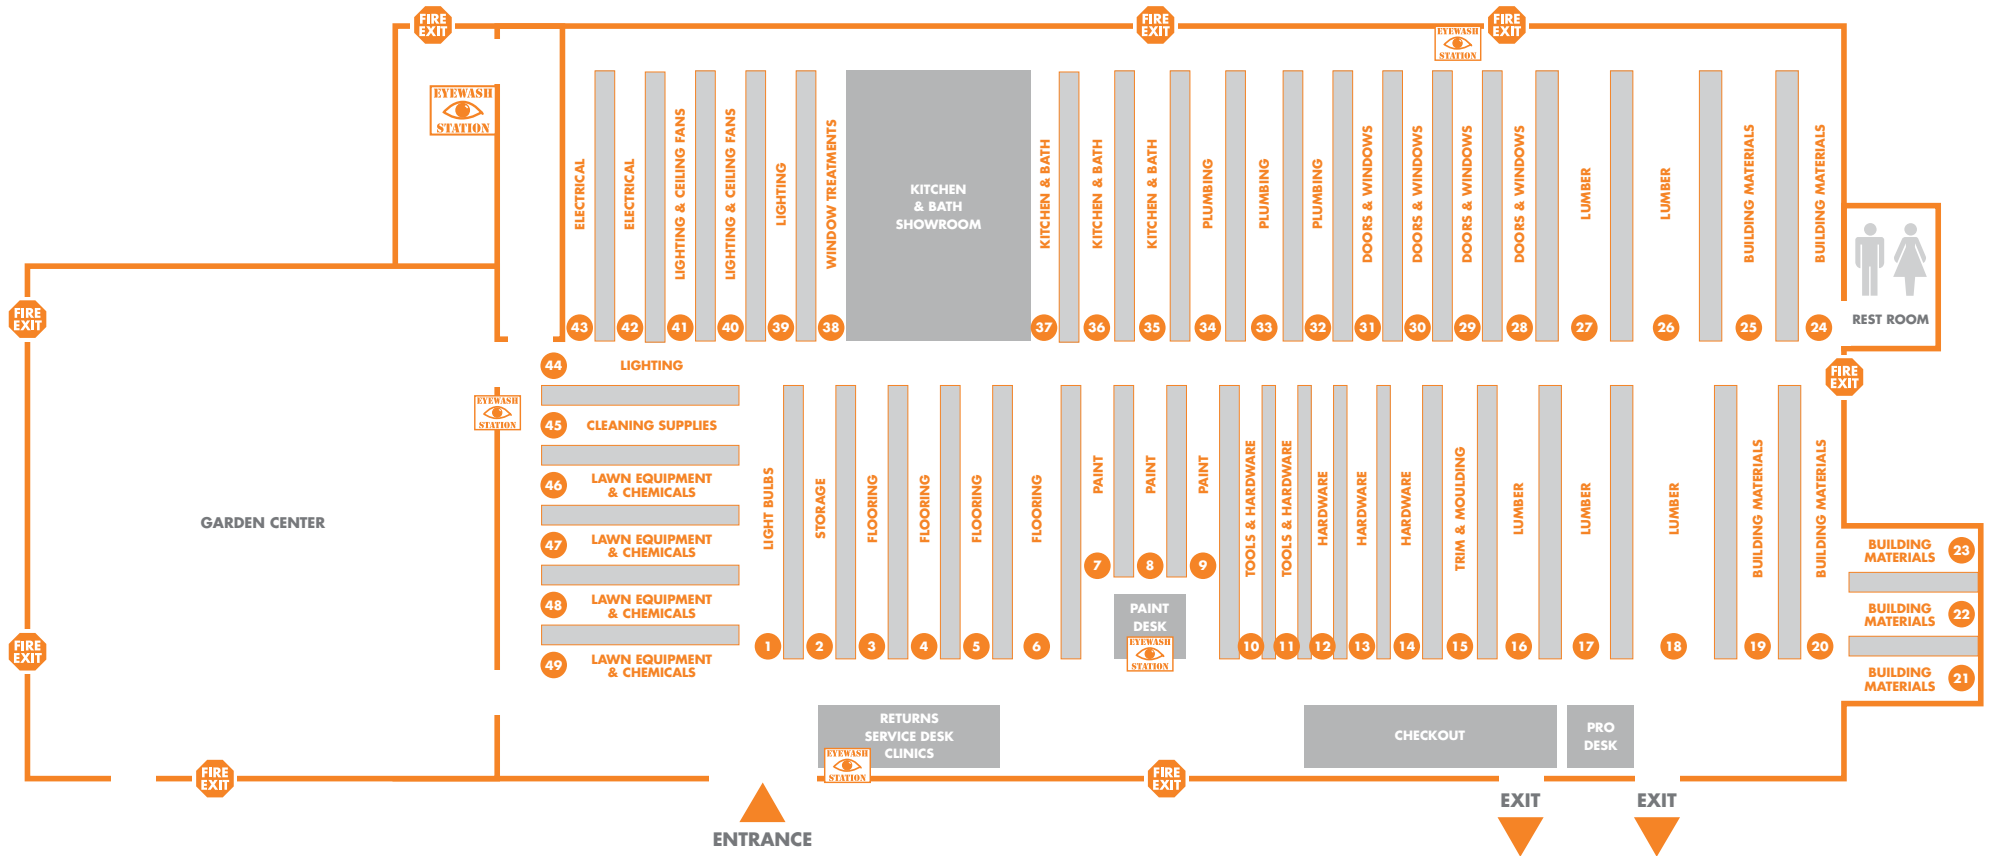 FIRE
EXIT
FIRE
EXIT
FIRE
EXIT
EYEWASH
STATION
EYEWASH
STATION
ELECTRICAL
ELECTRICAL
LIGHTING & CEILING FANS
LIGHTING & CEILING FANS
LIGHTING
WINDOW TREATMENTS
KITCHEN
& BATH
SHOWROOM
KITCHEN & BATH
KITCHEN & BATH
KITCHEN & BATH
PLUMBING
PLUMBING
PLUMBING
DOORS & WINDOWS
DOORS & WINDOWS
DOORS & WINDOWS
DOORS & WINDOWS
LUMBER
LUMBER
BUILDING MATERIALS
BUILDING MATERIALS
43
42
41
40
39
38
37
36
35
34
33
32
31
30
29
28
27
26
25
24
REST ROOM
FIRE
EXIT
FIRE
EXIT
44
LIGHTING
EYEWASH
STATION
45
CLEANING SUPPLIES
46
LAWN EQUIPMENT
& CHEMICALS
47
LAWN EQUIPMENT
& CHEMICALS
48
LAWN EQUIPMENT
& CHEMICALS
49
LAWN EQUIPMENT
& CHEMICALS
GARDEN CENTER
FIRE
EXIT
LIGHT BULBS
STORAGE
FLOORING
FLOORING
FLOORING
FLOORING
PAINT
PAINT
PAINT
TOOLS & HARDWARE
TOOLS & HARDWARE
HARDWARE
HARDWARE
HARDWARE
TRIM & MOULDING
LUMBER
LUMBER
LUMBER
BUILDING MATERIALS
BUILDING MATERIALS
7
8
9
PAINT
DESK
EYEWASH
STATION
1
2
3
4
5
6
10
11
12
13
14
15
16
17
18
19
20
BUILDING
MATERIALS
23
BUILDING
MATERIALS
22
BUILDING
MATERIALS
21
RETURNS
SERVICE DESK
CLINICS
EYEWASH
STATION
CHECKOUT
PRO
DESK
FIRE
EXIT
FIRE
EXIT
ENTRANCE
EXIT
EXIT